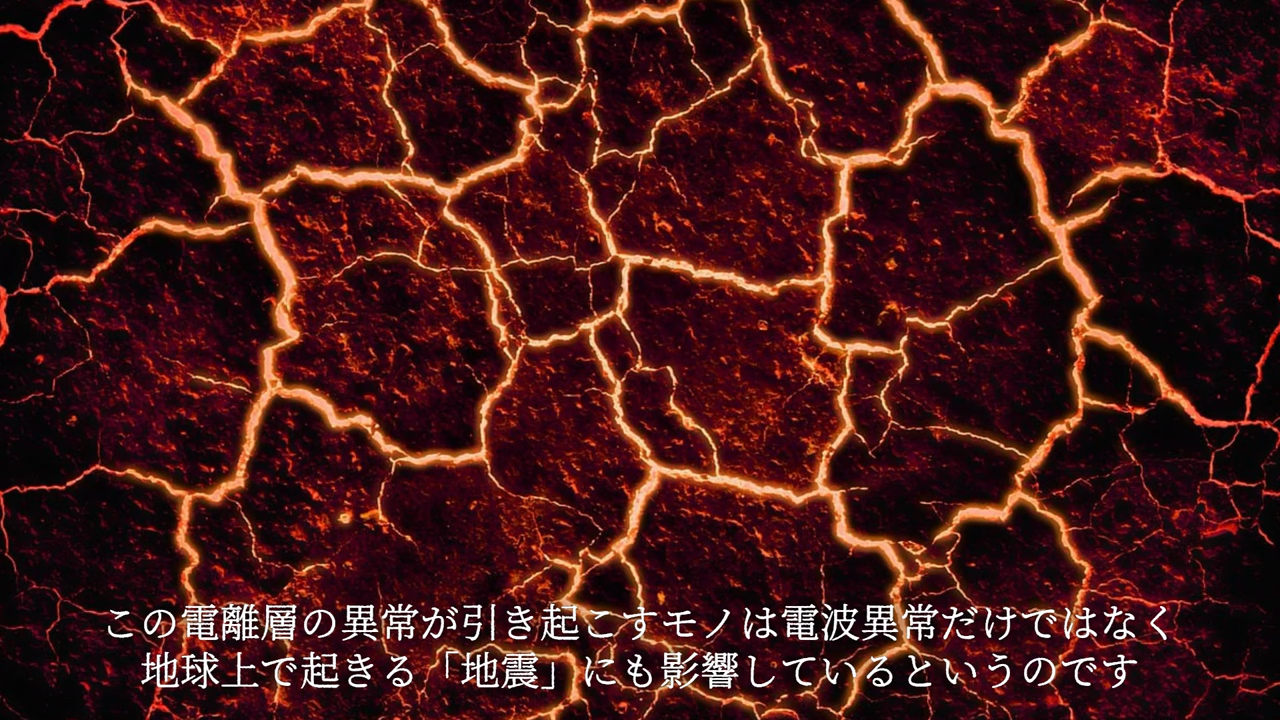 この電離層の異常が引き起こすモノは電波異常だけではなく
地球上で起きる「地震」にも影響しているというのです